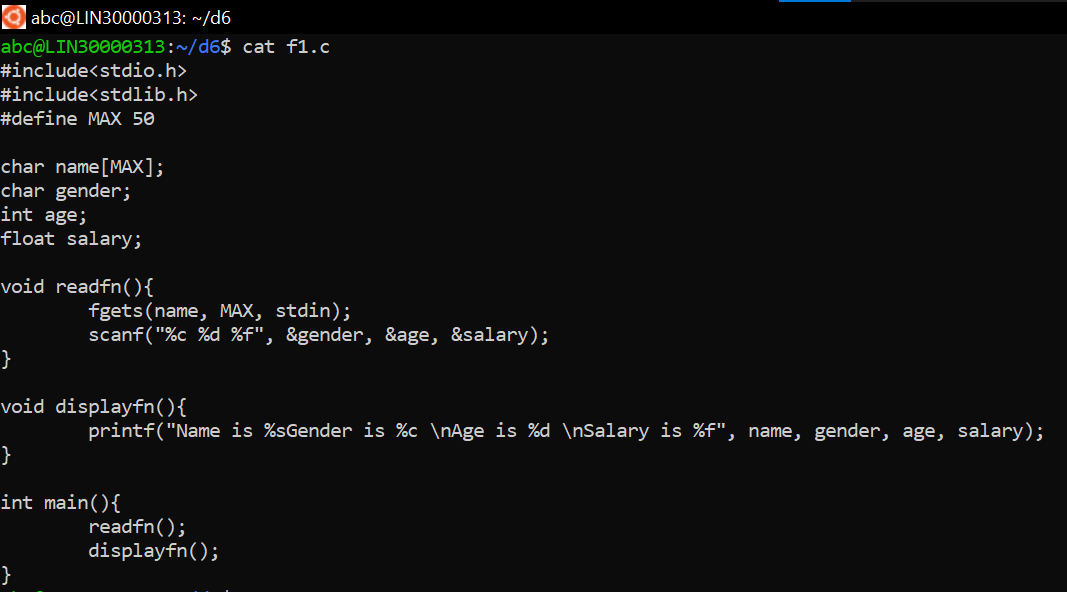 abc@LIN30000313: ~/d6
abc@LIN30000313:~/d6$ cat f1.c
#include<stdio.h>
#include<stdlib.h>
#define MAX 50

char name[MAX];
char gender;
int age;
float salary;

void readfn(){
        fgets(name, MAX, stdin);
        scanf("%c %d %f", &gender, &age, &salary);
}

void displayfn(){
        printf("Name is %sGender is %c \nAge is %d \nSalary is %f", name, gender, age, salary);
}

int main(){
        readfn();
        displayfn();
}